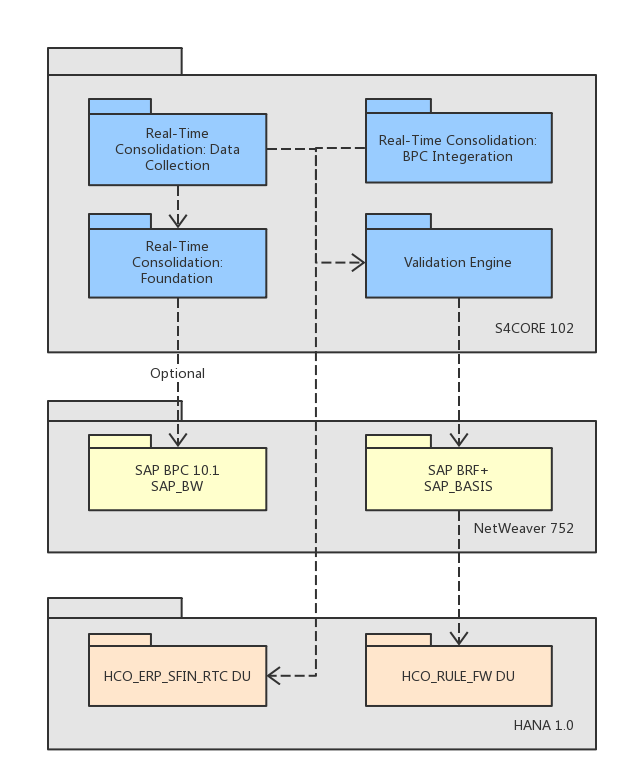 Real-Time
Consolidation: Data
Collection
Real-Time Consolidation:
BPC Integeration
Real-Time
Consolidation:
Foundation
Validation Engine
S4CORE 102
Optional
SAP BPC 10.1
SAP_BW
SAP BRF+
SAP_BASIS
NetWeaver 752
HCO_ERP_SFIN_RTC DU
HCO_RULE_FW DU
HANA 1.0